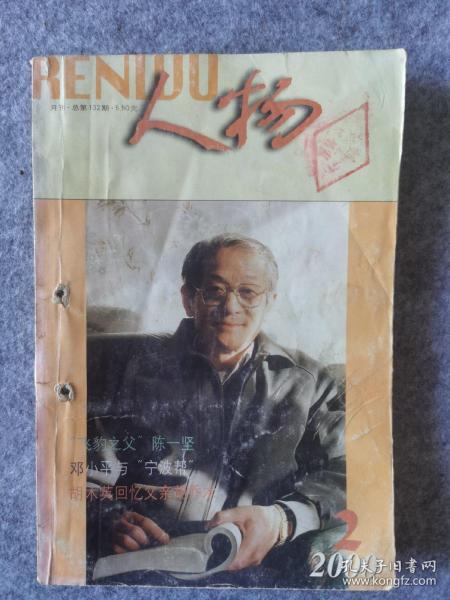 RENWU
月刊·总第132期·5.80元
人物
"飞豹之父"陈一坚
邓小平与"宁波帮"
胡木英回忆父亲胡乔木
2
2000
孔夫子旧书网
www.kongfz.com